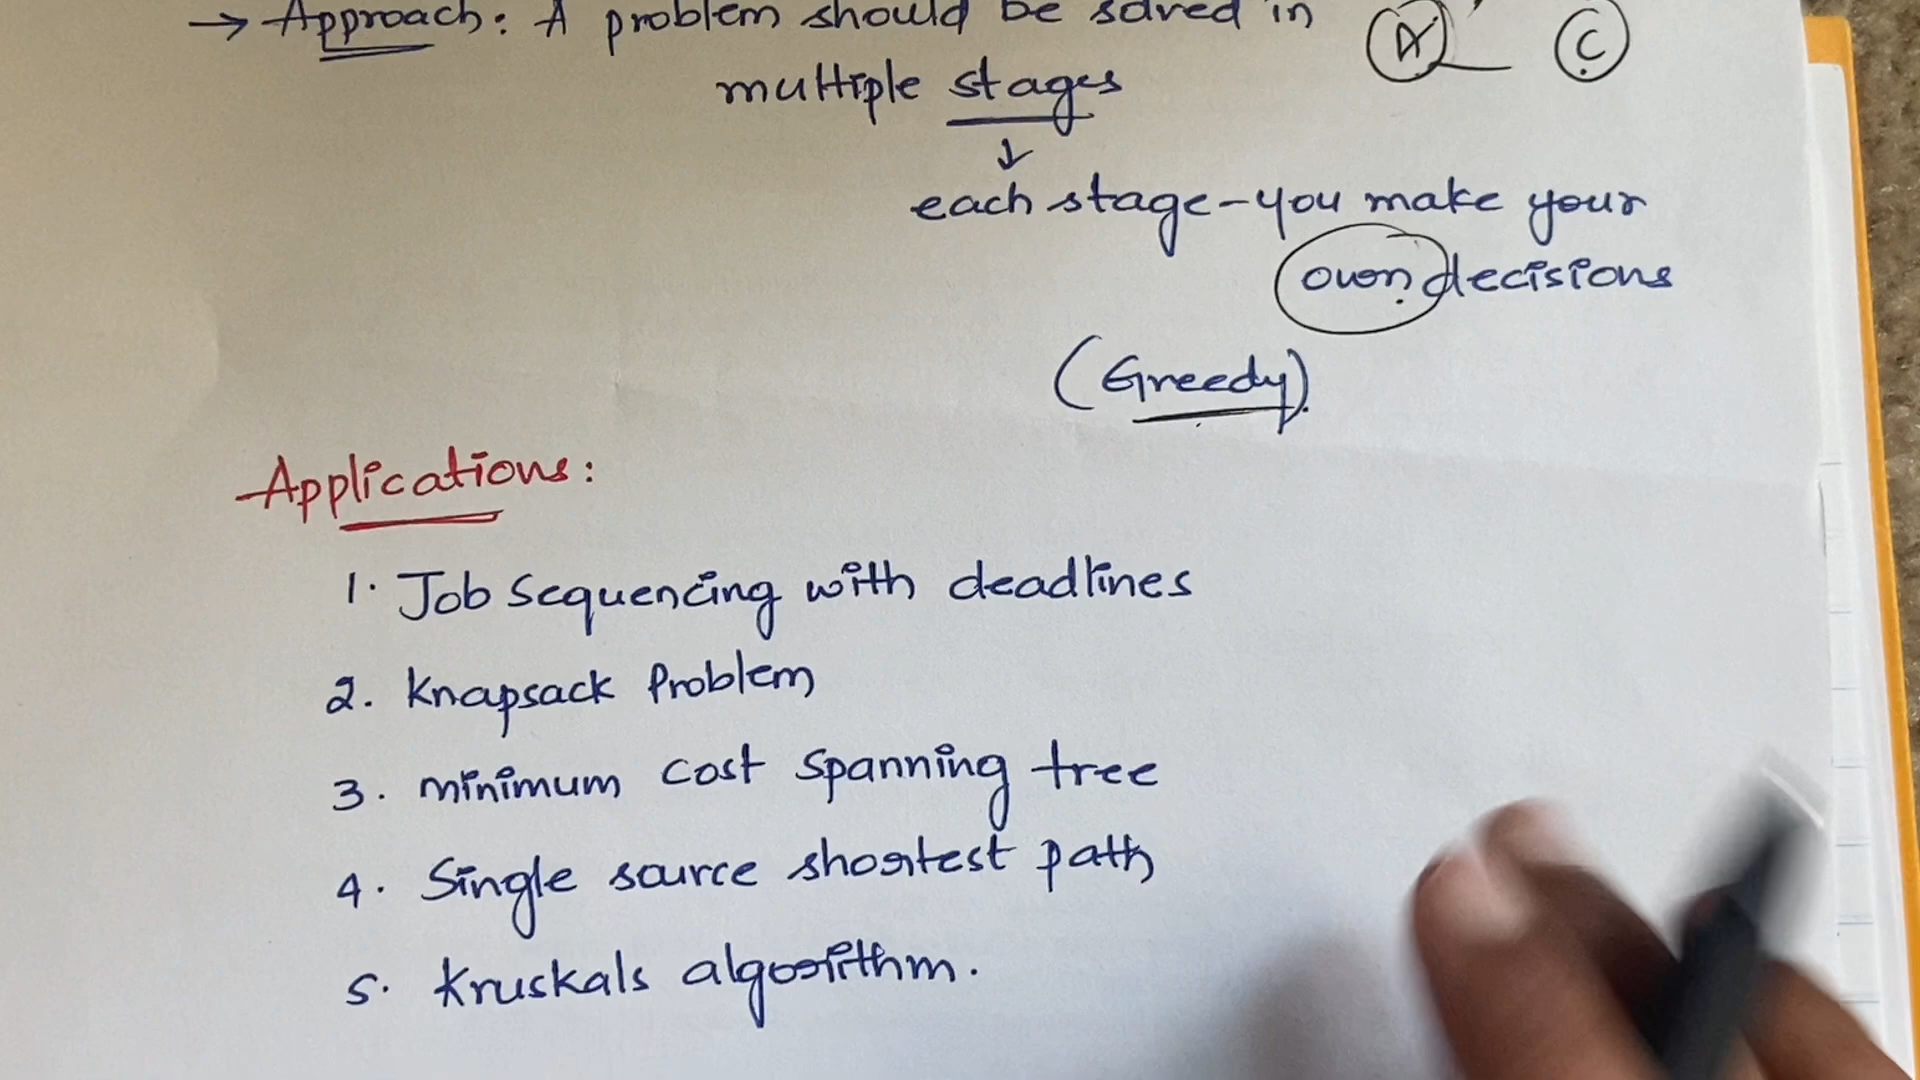 → Approach: A problem should be solved in
multiple stages
A C
↓
each stage - you make your
own decisions
(Greedy)
Applications:
1. Job sequencing with deadlines
2. Knapsack Problem
3. minimum cost spanning tree
4. Single source shortest path
5. Kruskals algorithm.